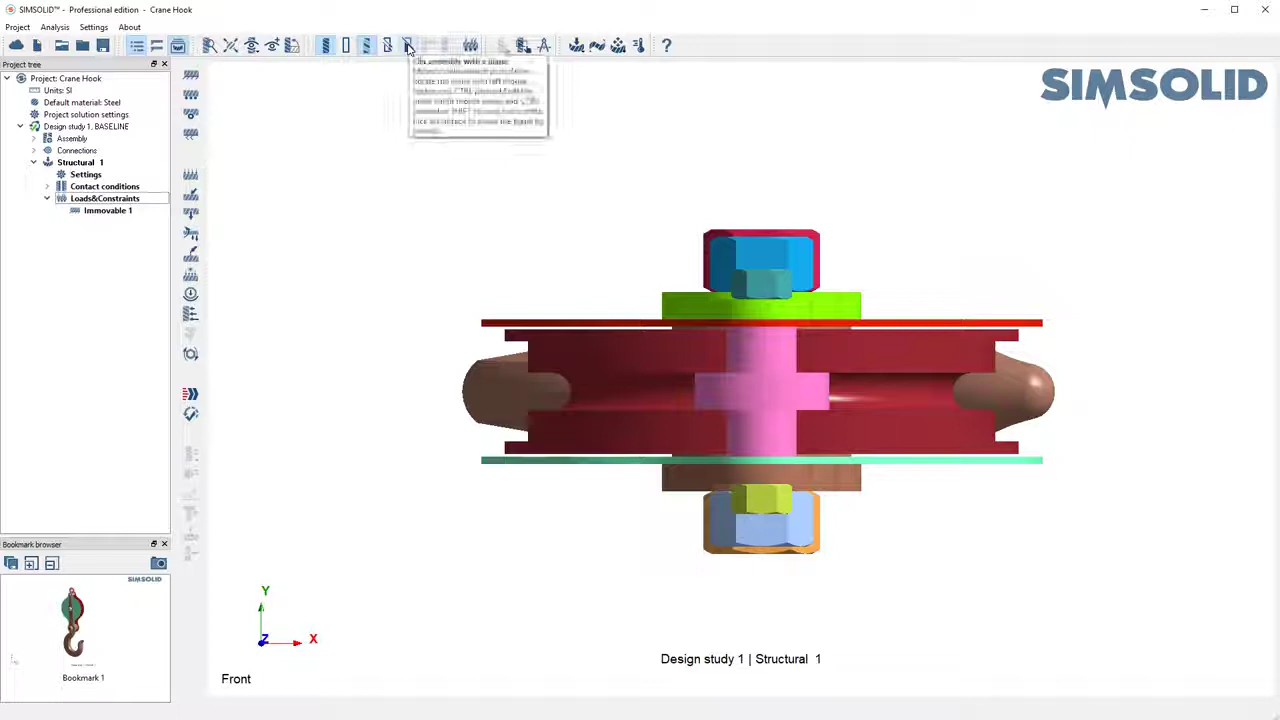 SIMSOLID™ - Professional edition - Crane Hook
Project Analysis Settings About
Project tree
Project: Crane Hook
Units: SI
Default material: Steel
Project solution settings
Design study 1, BASELINE
Assembly
Connections
Structural 1
Settings
Contact conditions
Loads&Constraints
Immovable 1
SIMSOLID
Bookmark browser
SIMSOLID
Bookmark 1
Y
Z
X
Front
Design study 1 | Structural 1